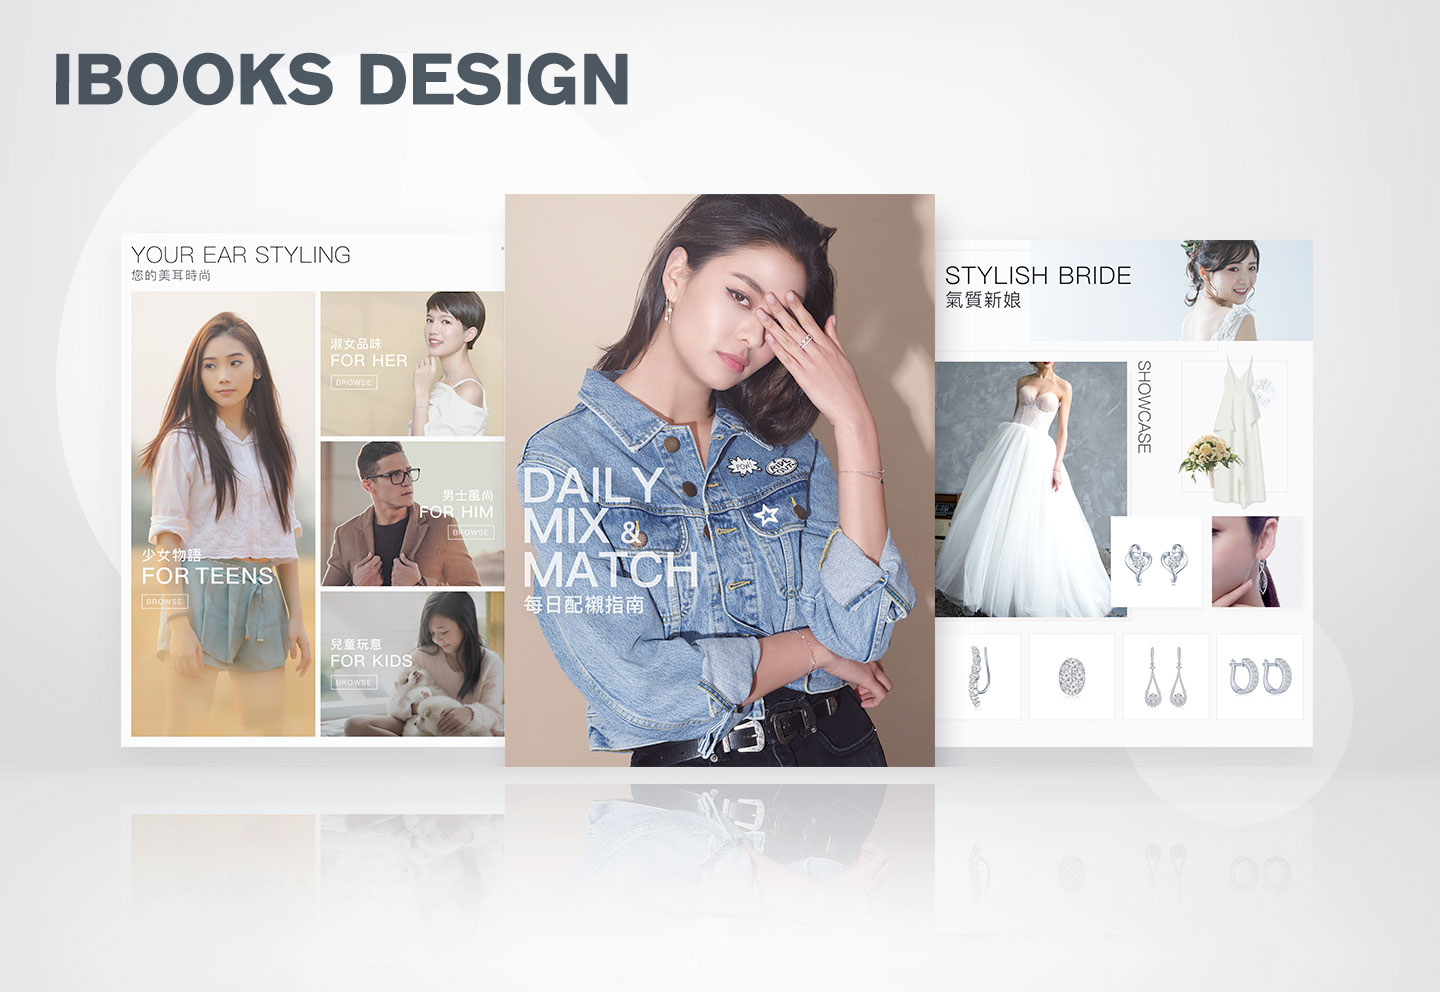 IBOOKS DESIGN
YOUR EAR STYLING
您的美耳時尚
少女物語
FOR TEENS
BROWSE
淑女品味
FOR HER
BROWSE
男士風尚
FOR HIM
BROWSE
兒童玩意
FOR KIDS
BROWSE
DAILY
MIX &
MATCH
每日配襯指南
STYLISH BRIDE
氣質新娘
SHOWCASE